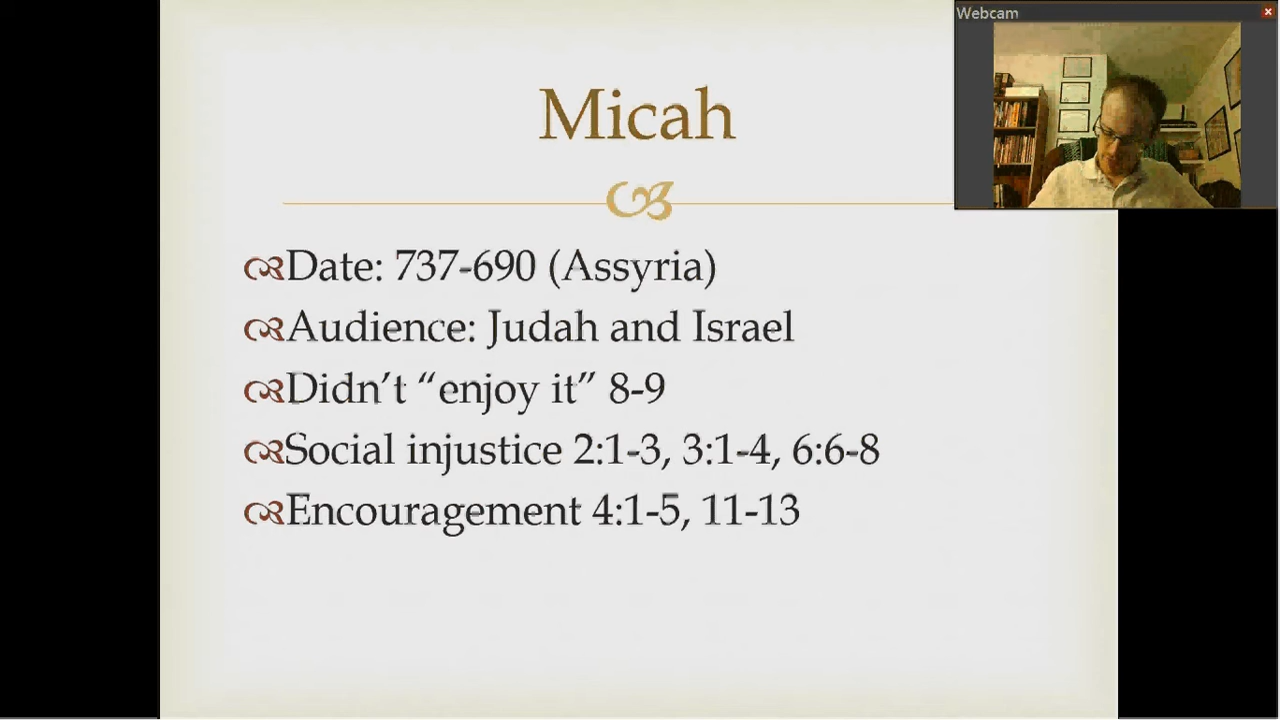 Webcam
Micah
Date: 737-690 (Assyria)
Audience: Judah and Israel
Didn’t “enjoy it” 8-9
Social injustice 2:1-3, 3:1-4, 6:6-8
Encouragement 4:1-5, 11-13